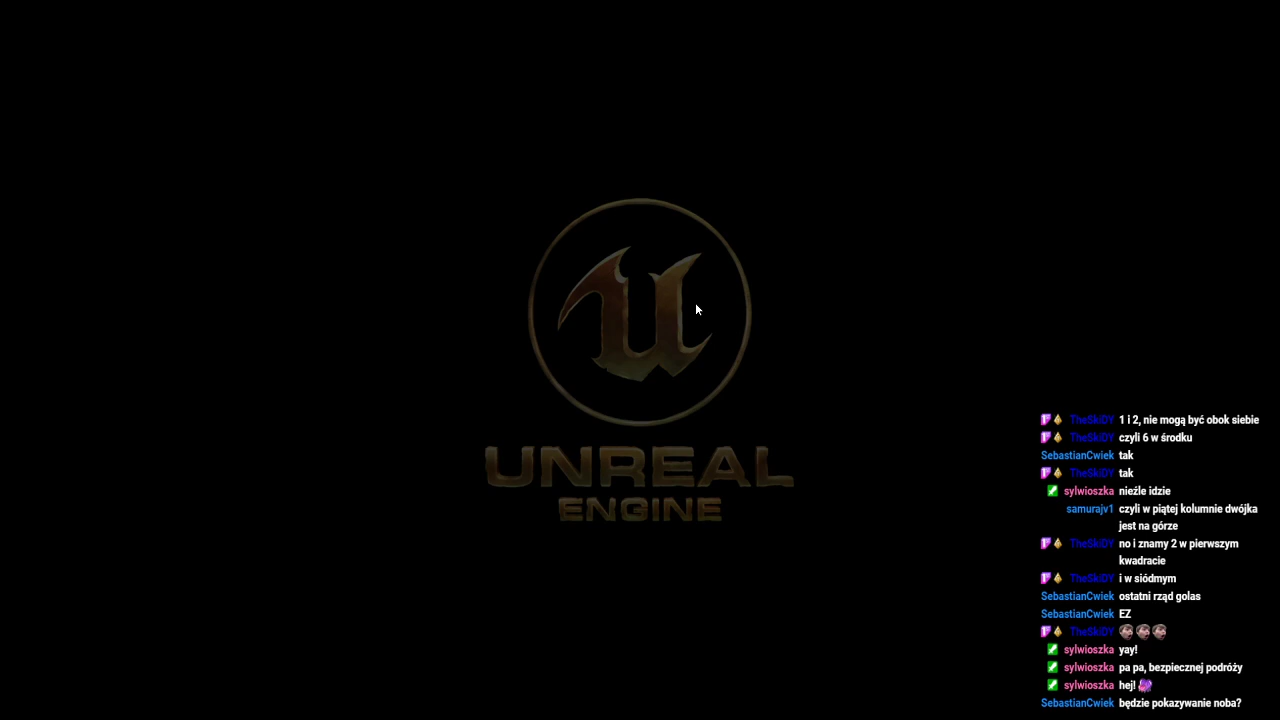 UNREAL
ENGINE
TheSkiDY 1 i 2, nie mogą być obok siebie
TheSkiDY czyli 6 w środku
SebastianCwiek tak
TheSkiDY tak
sylwioszka nieźle idzie
samurajv1 czyli w piątej kolumnie dwójka
jest na górze
TheSkiDY no i znamy 2 w pierwszym
kwadracie
TheSkiDY i w siódmym
SebastianCwiek ostatni rząd golas
SebastianCwiek EZ
TheSkiDY
sylwioszka yay!
sylwioszka pa pa, bezpiecznej podróży
sylwioszka hej!
SebastianCwiek będzie pokazywanie noba?